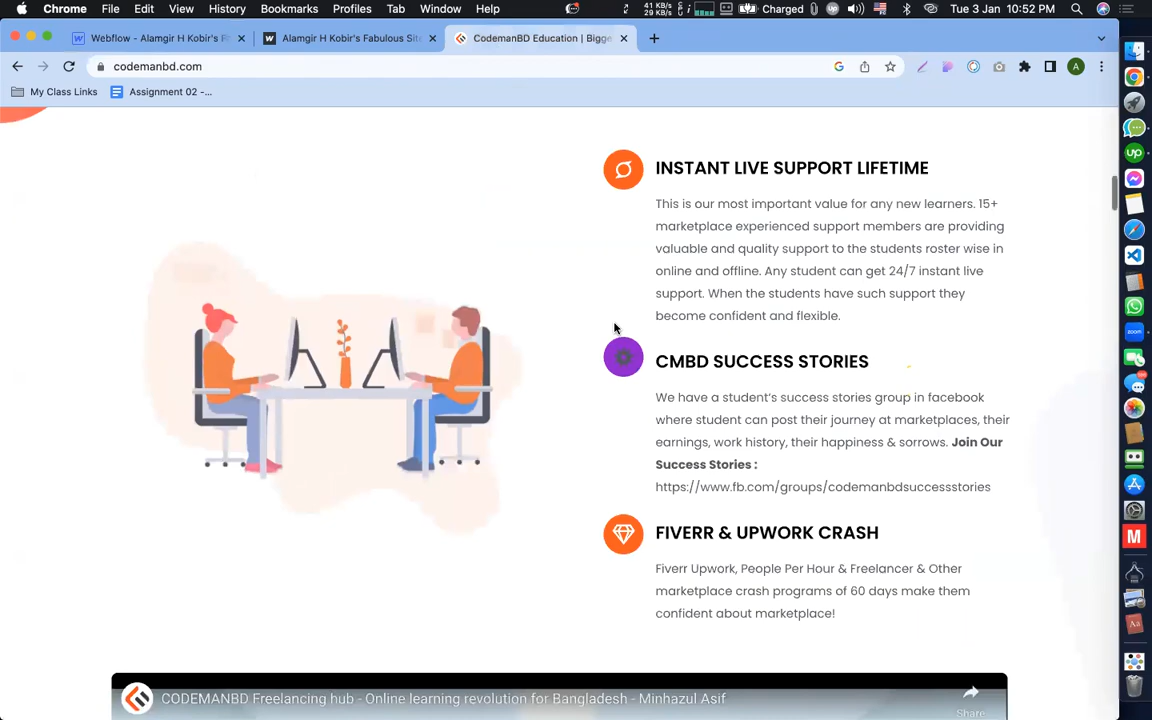 Chrome File Edit View History Bookmarks Profiles Tab Window Help 41 KB 29 KB/s Charged Tue 3 Jan 10:52 PM
Webflow - Alamgir H Kobir's F
Alamgir H Kobir's Fabulous Sit
CodemanBD Education | Bigge
codemanbd.com
A
My Class Links
Assignment 02 -...
INSTANT LIVE SUPPORT LIFETIME
This is our most important value for any new learners. 15+
marketplace experienced support members are providing
valuable and quality support to the students roster wise in
online and offline. Any student can get 24/7 instant live
support. When the students have such support they
become confident and flexible.
CMBD SUCCESS STORIES
We have a student's success stories group in facebook
where student can post their journey at marketplaces, their
earnings, work history, their happiness & sorrows. Join Our
Success Stories :
https://www.fb.com/groups/codemanbdsuccessstories
FIVERR & UPWORK CRASH
Fiverr Upwork, People Per Hour & Freelancer & Other
marketplace crash programs of 60 days make them
confident about marketplace!
CODEMANBD Freelancing hub - Online learning revolution for Bangladesh - Minhazul Asif
Share
up
zoom
M
Aa